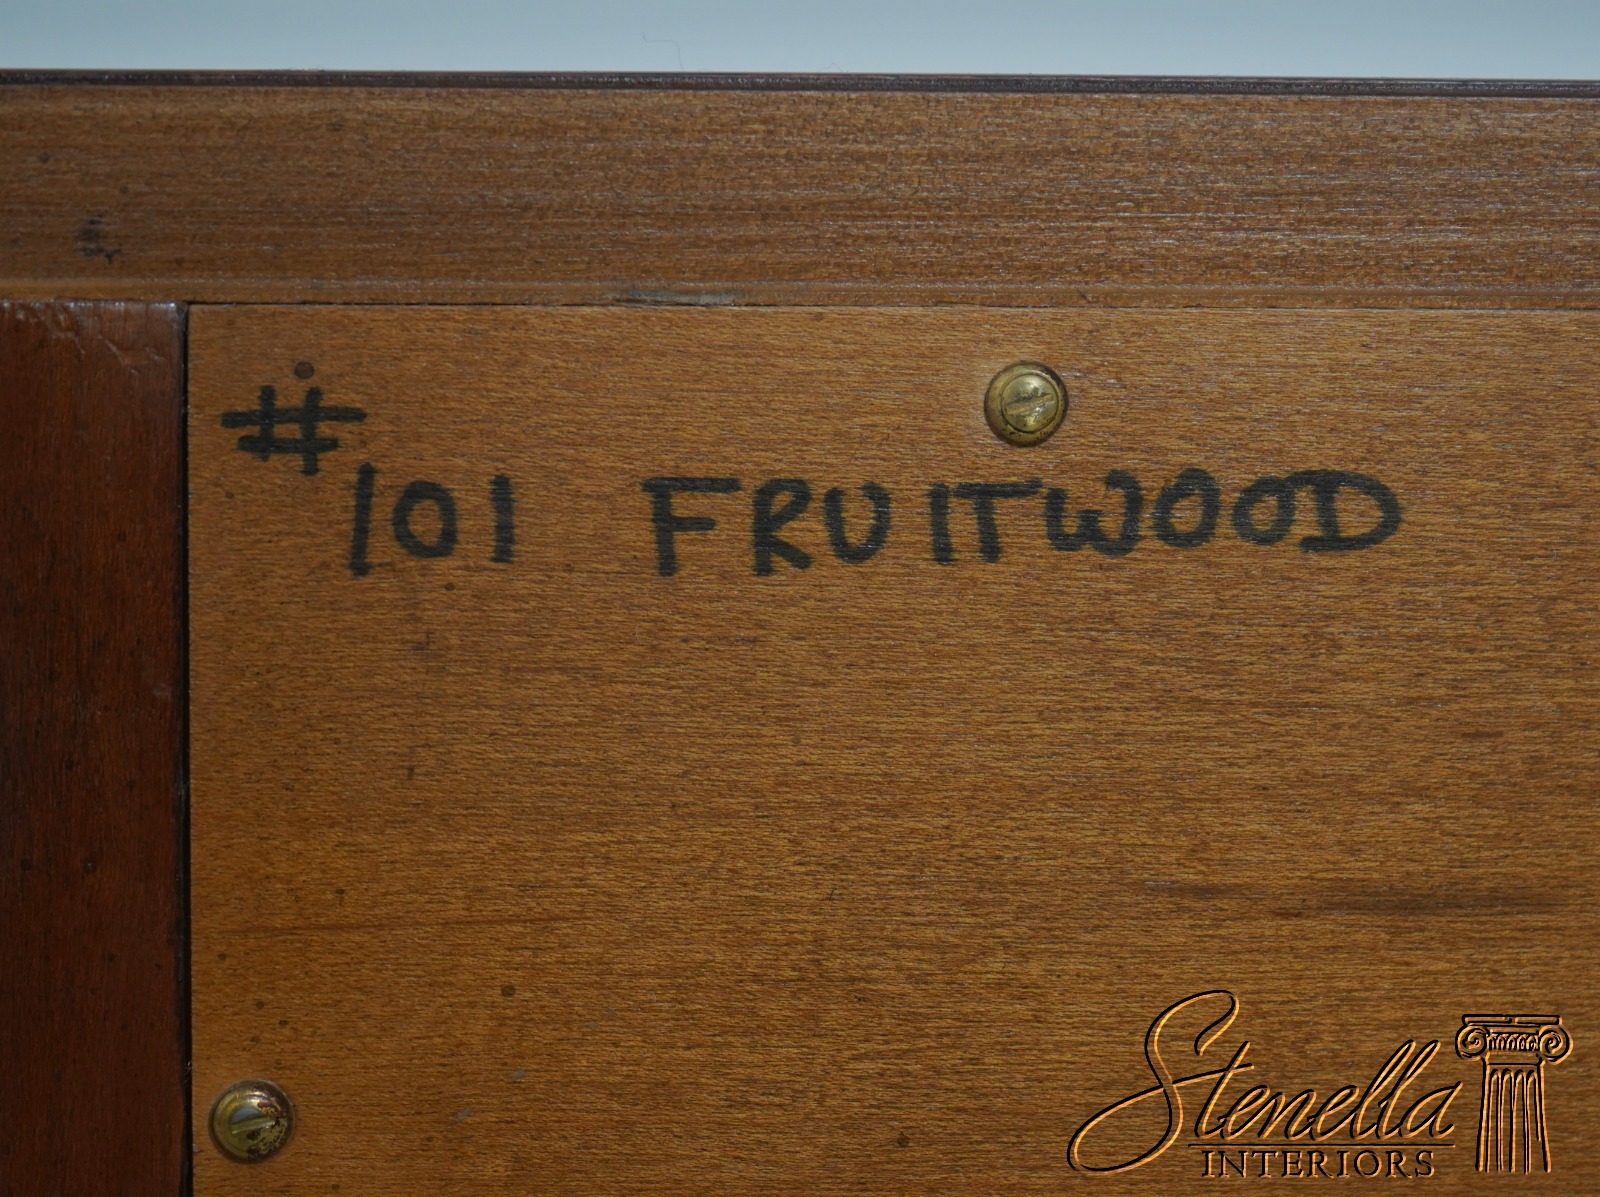 #101 FRUITWOOD
Stenella
INTERIORS